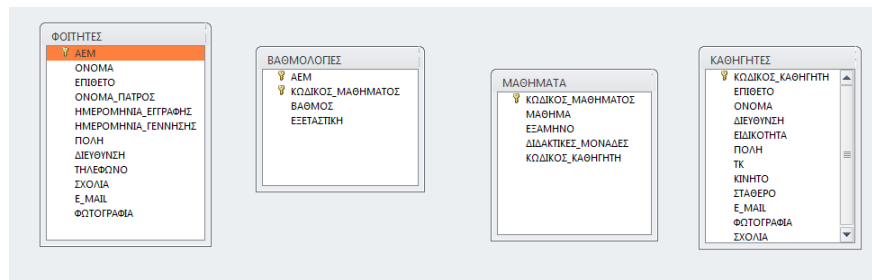 ΦΟΙΤΗΤΕΣ
ΑΕΜ
ΟΝΟΜΑ
ΕΠΙΘΕΤΟ
ΟΝΟΜΑ_ΠΑΤΡΟΣ
ΗΜΕΡΟΜΗΝΙΑ_ΕΓΓΡΑΦΗΣ
ΗΜΕΡΟΜΗΝΙΑ_ΓΕΝΝΗΣΗΣ
ΠΟΛΗ
ΔΙΕΥΘΥΝΣΗ
ΤΗΛΕΦΩΝΟ
ΣΧΟΛΙΑ
E_MAIL
ΦΩΤΟΓΡΑΦΙΑ
ΒΑΘΜΟΛΟΓΙΕΣ
ΑΕΜ
ΚΩΔΙΚΟΣ_ΜΑΘΗΜΑΤΟΣ
ΒΑΘΜΟΣ
ΕΞΕΤΑΣΤΙΚΗ
ΜΑΘΗΜΑΤΑ
ΚΩΔΙΚΟΣ_ΜΑΘΗΜΑΤΟΣ
ΜΑΘΗΜΑ
ΕΞΑΜΗΝΟ
ΔΙΔΑΚΤΙΚΕΣ_ΜΟΝΑΔΕΣ
ΚΩΔΙΚΟΣ_ΚΑΘΗΓΗΤΗ
ΚΑΘΗΓΗΤΕΣ
ΚΩΔΙΚΟΣ_ΚΑΘΗΓΗΤΗ
ΕΠΙΘΕΤΟ
ΟΝΟΜΑ
ΔΙΕΥΘΥΝΣΗ
ΕΙΔΙΚΟΤΗΤΑ
ΠΟΛΗ
ΤΚ
ΚΙΝΗΤΟ
ΣΤΑΘΕΡΟ
E_MAIL
ΦΩΤΟΓΡΑΦΙΑ
ΣΧΟΛΙΑ